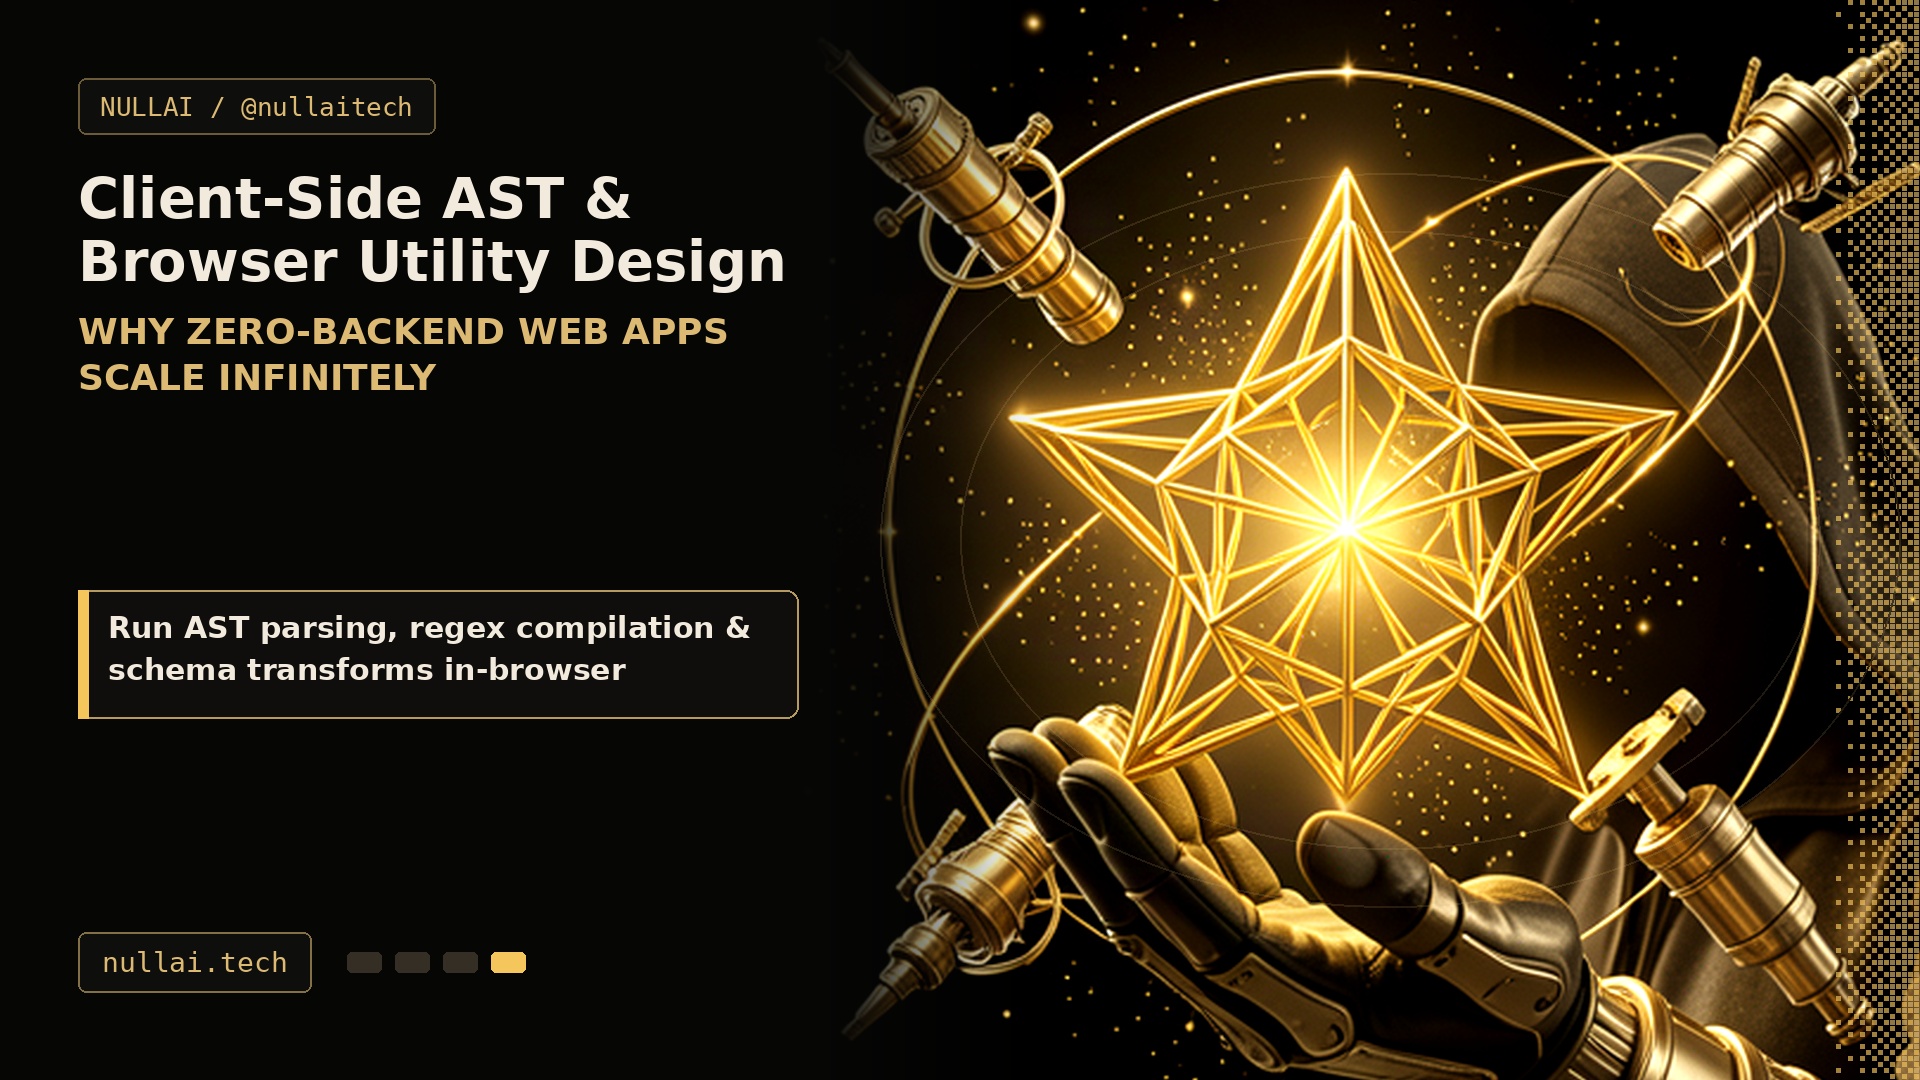 NULLAI / @nullaitech
Client-Side AST &
Browser Utility Design
WHY ZERO-BACKEND WEB APPS
SCALE INFINITELY
Run AST parsing, regex compilation &
schema transforms in-browser
nullai.tech